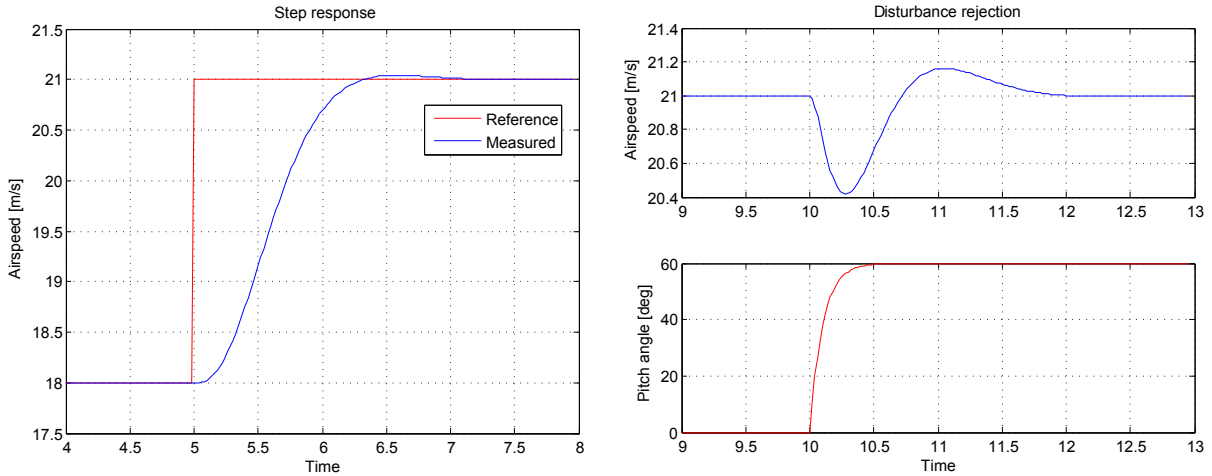 Step response
21.5
21
20.5
20
19.5
19
18.5
18
17.5
Airspeed [m/s]
Reference
Measured
4 4.5 5 5.5 6 6.5 7 7.5 8
Time
Disturbance rejection
21.4
21.2
21
20.8
20.6
20.4
Airspeed [m/s]
9 9.5 10 10.5 11 11.5 12 12.5 13
60
40
20
0
Pitch angle [deg]
9 9.5 10 10.5 11 11.5 12 12.5 13
Time